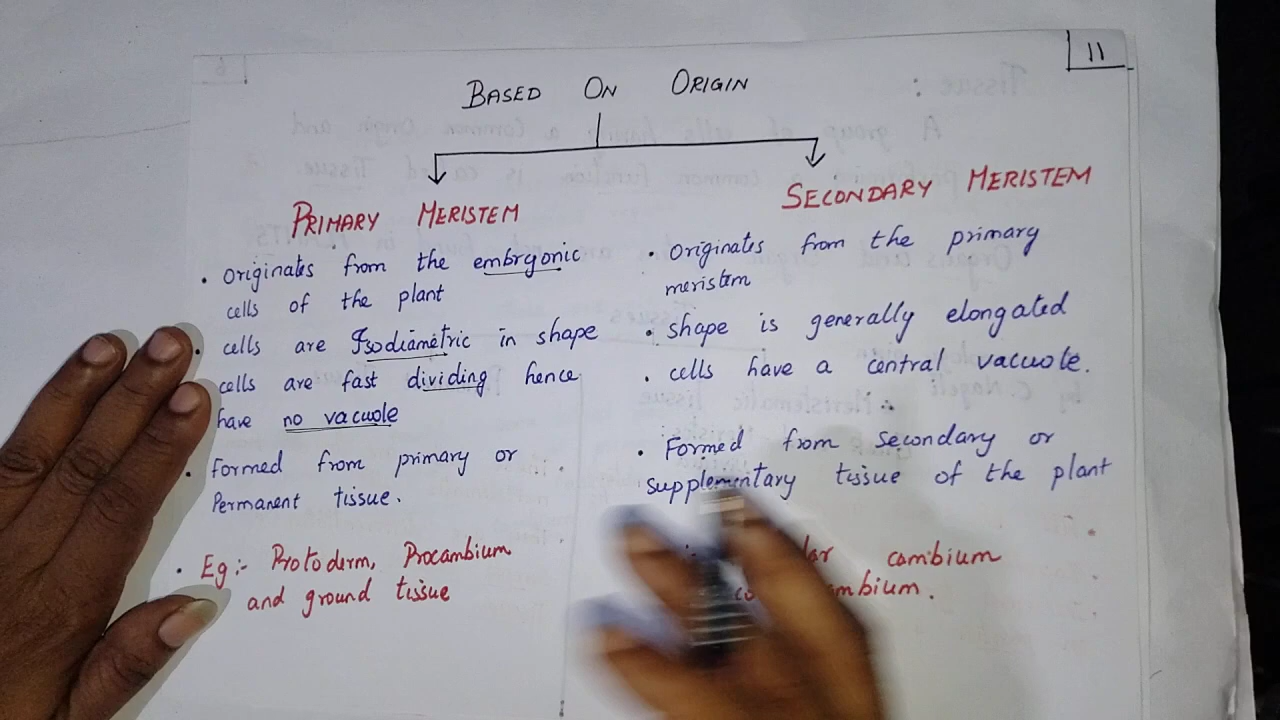 11
BASED ON ORIGIN
PRIMARY MERISTEM
• originates from the embryonic
cells of the plant
• cells are Isodiametric in shape
cells are fast dividing hence
have no vacuole
• formed from primary or
Permanent tissue.
• Eg :- Protoderm, Procambium
and ground tissue
SECONDARY MERISTEM
• Originates from the primary
meristem
• shape is generally elongated
• cells have a central vacuole.
• Formed from secondary or
supplementary tissue of the plant
cambium